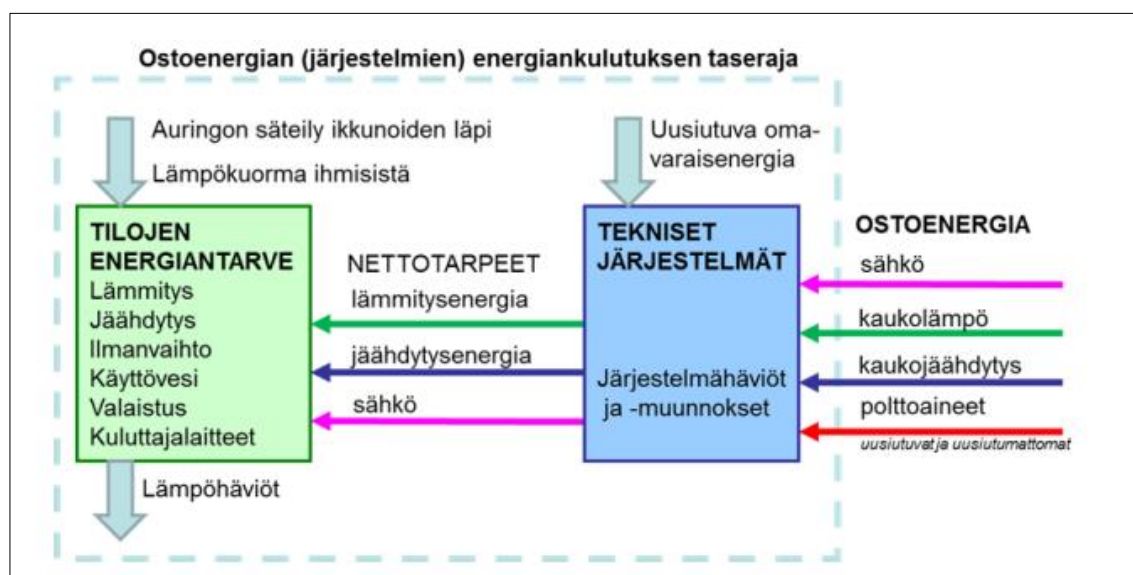 Ostoenergian (järjestelmien) energiankulutuksen taseraja
Auringon säteily ikkunoiden läpi
Lämpökuorma ihmisistä
Uusiutuva oma-
varaisenergia
TILOJEN
ENERGIANTARVE
Lämmitys
Jäähdytys
Ilmanvaihto
Käyttövesi
Valaistus
Kuluttajalaitteet
NETTOTARPEET
lämmitysenergia
jäähdytysenergia
sähkö
TEKNISET
JÄRJESTELMÄT
Järjestelmähäviöt
ja -muunnokset
OSTOENERGIA
sähkö
kaukolämpö
kaukojäähdytys
polttoaineet
uusiutuvat ja uusiutumattomat
Lämpöhäviöt